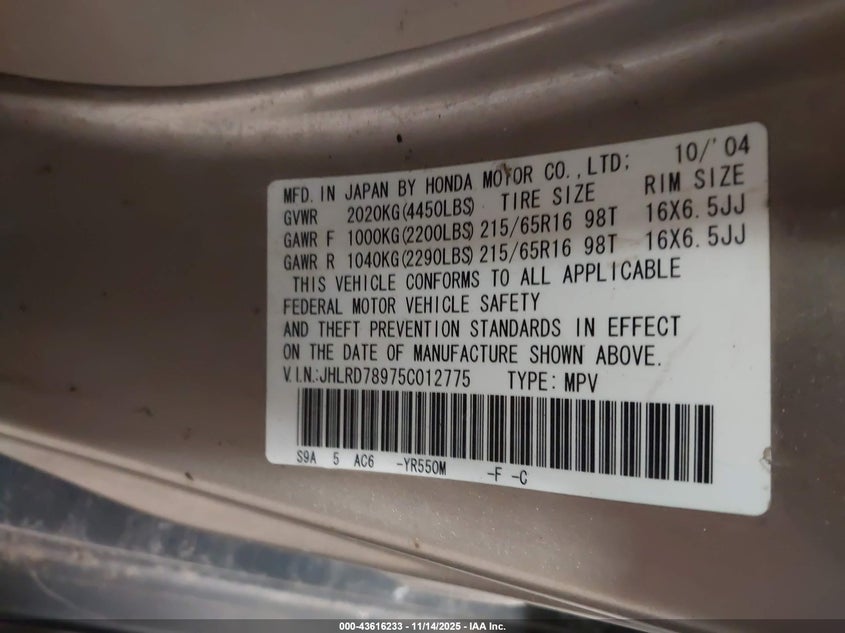 MFD. IN JAPAN BY HONDA MOTOR CO., LTD; 10/'04
GVWR 2020KG(4450LBS) TIRE SIZE RIM SIZE
GAWR F 1000KG(2200LBS) 215/65R16 98T 16X6.5JJ
GAWR R 1040KG(2290LBS) 215/65R16 98T 16X6.5JJ
THIS VEHICLE CONFORMS TO ALL APPLICABLE
FEDERAL MOTOR VEHICLE SAFETY
AND THEFT PREVENTION STANDARDS IN EFFECT
ON THE DATE OF MANUFACTURE SHOWN ABOVE.
V.I.N.:JHLRD78975C012775 TYPE: MPV
S9A 5 AC6 -YR550M -F -C
000-43616233 - 11/14/2025 - IAA Inc.